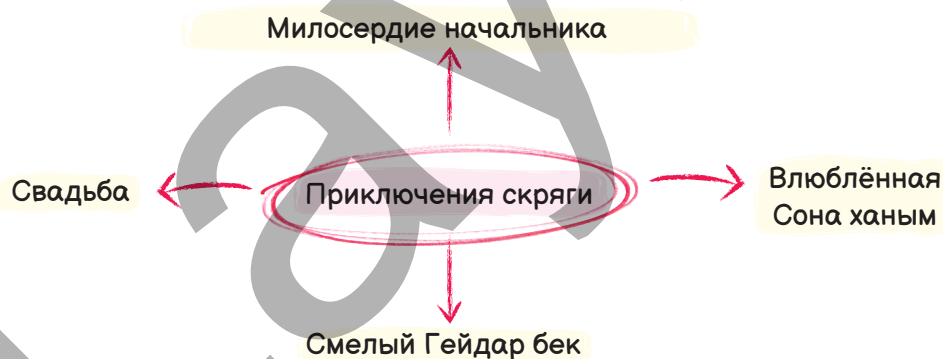 Милосердие начальника
Свадьба
Приключения скряги
Влюблённая
Сона ханым
Смелый Гейдар бек